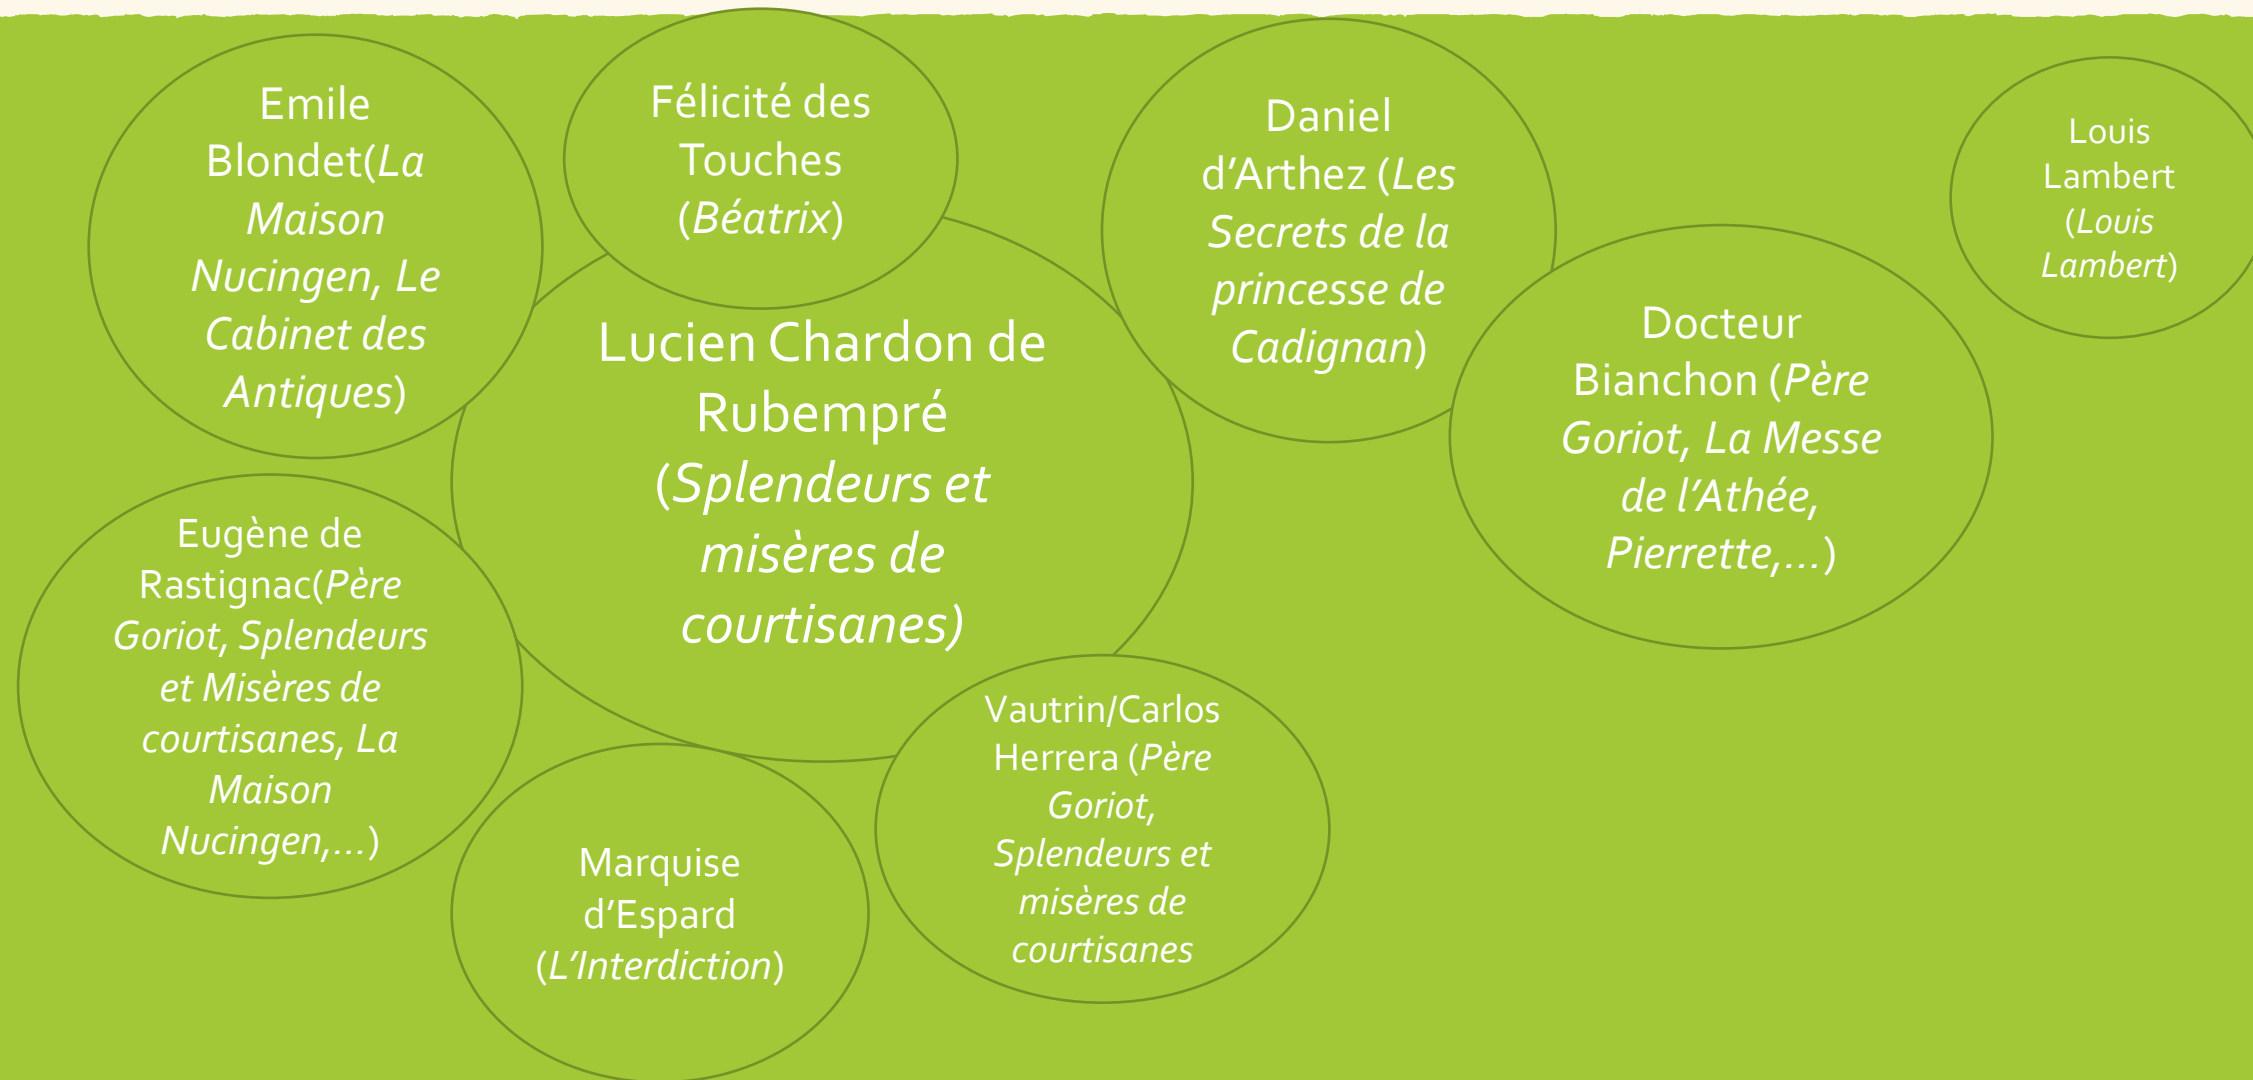 Emile
Blondet(La
Maison
Nucingen, Le
Cabinet des
Antiques)
Félicité des
Touches
(Béatrix)
Daniel
d’Arthez (Les
Secrets de la
princesse de
Cadignan)
Louis
Lambert
(Louis
Lambert)
Lucien Chardon de
Rubempré
(Splendeurs et
misères de
courtisanes)
Docteur
Bianchon (Père
Goriot, La Messe
de l’Athée,
Pierrette,…)
Eugène de
Rastignac(Père
Goriot, Splendeurs
et Misères de
courtisanes, La
Maison
Nucingen,…)
Marquise
d’Espard
(L’Interdiction)
Vautrin/Carlos
Herrera (Père
Goriot,
Splendeurs et
misères de
courtisanes